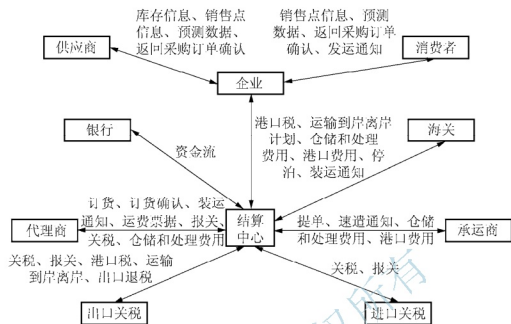 库存信息、销售点
信息、预测数据、
返回采购订单确认
销售点信息、预测
数据、返回采购订单
确认、发运通知
供应商
消费者
企业
银行
资金流
港口税、运输到岸离岸
计划、仓储和处理
费用、港口费用、停
泊、装运通知
海关
订货、订货确认、装运
通知、运费票据、报关、
关税、仓储和处理费用
代理商
结算
中心
提单、速遣通知、仓储
和处理费用、港口费用
承运商
关税、报关、港口税、运输
到岸离岸、出口退税
关税、报关
出口关税
进口关税
所有